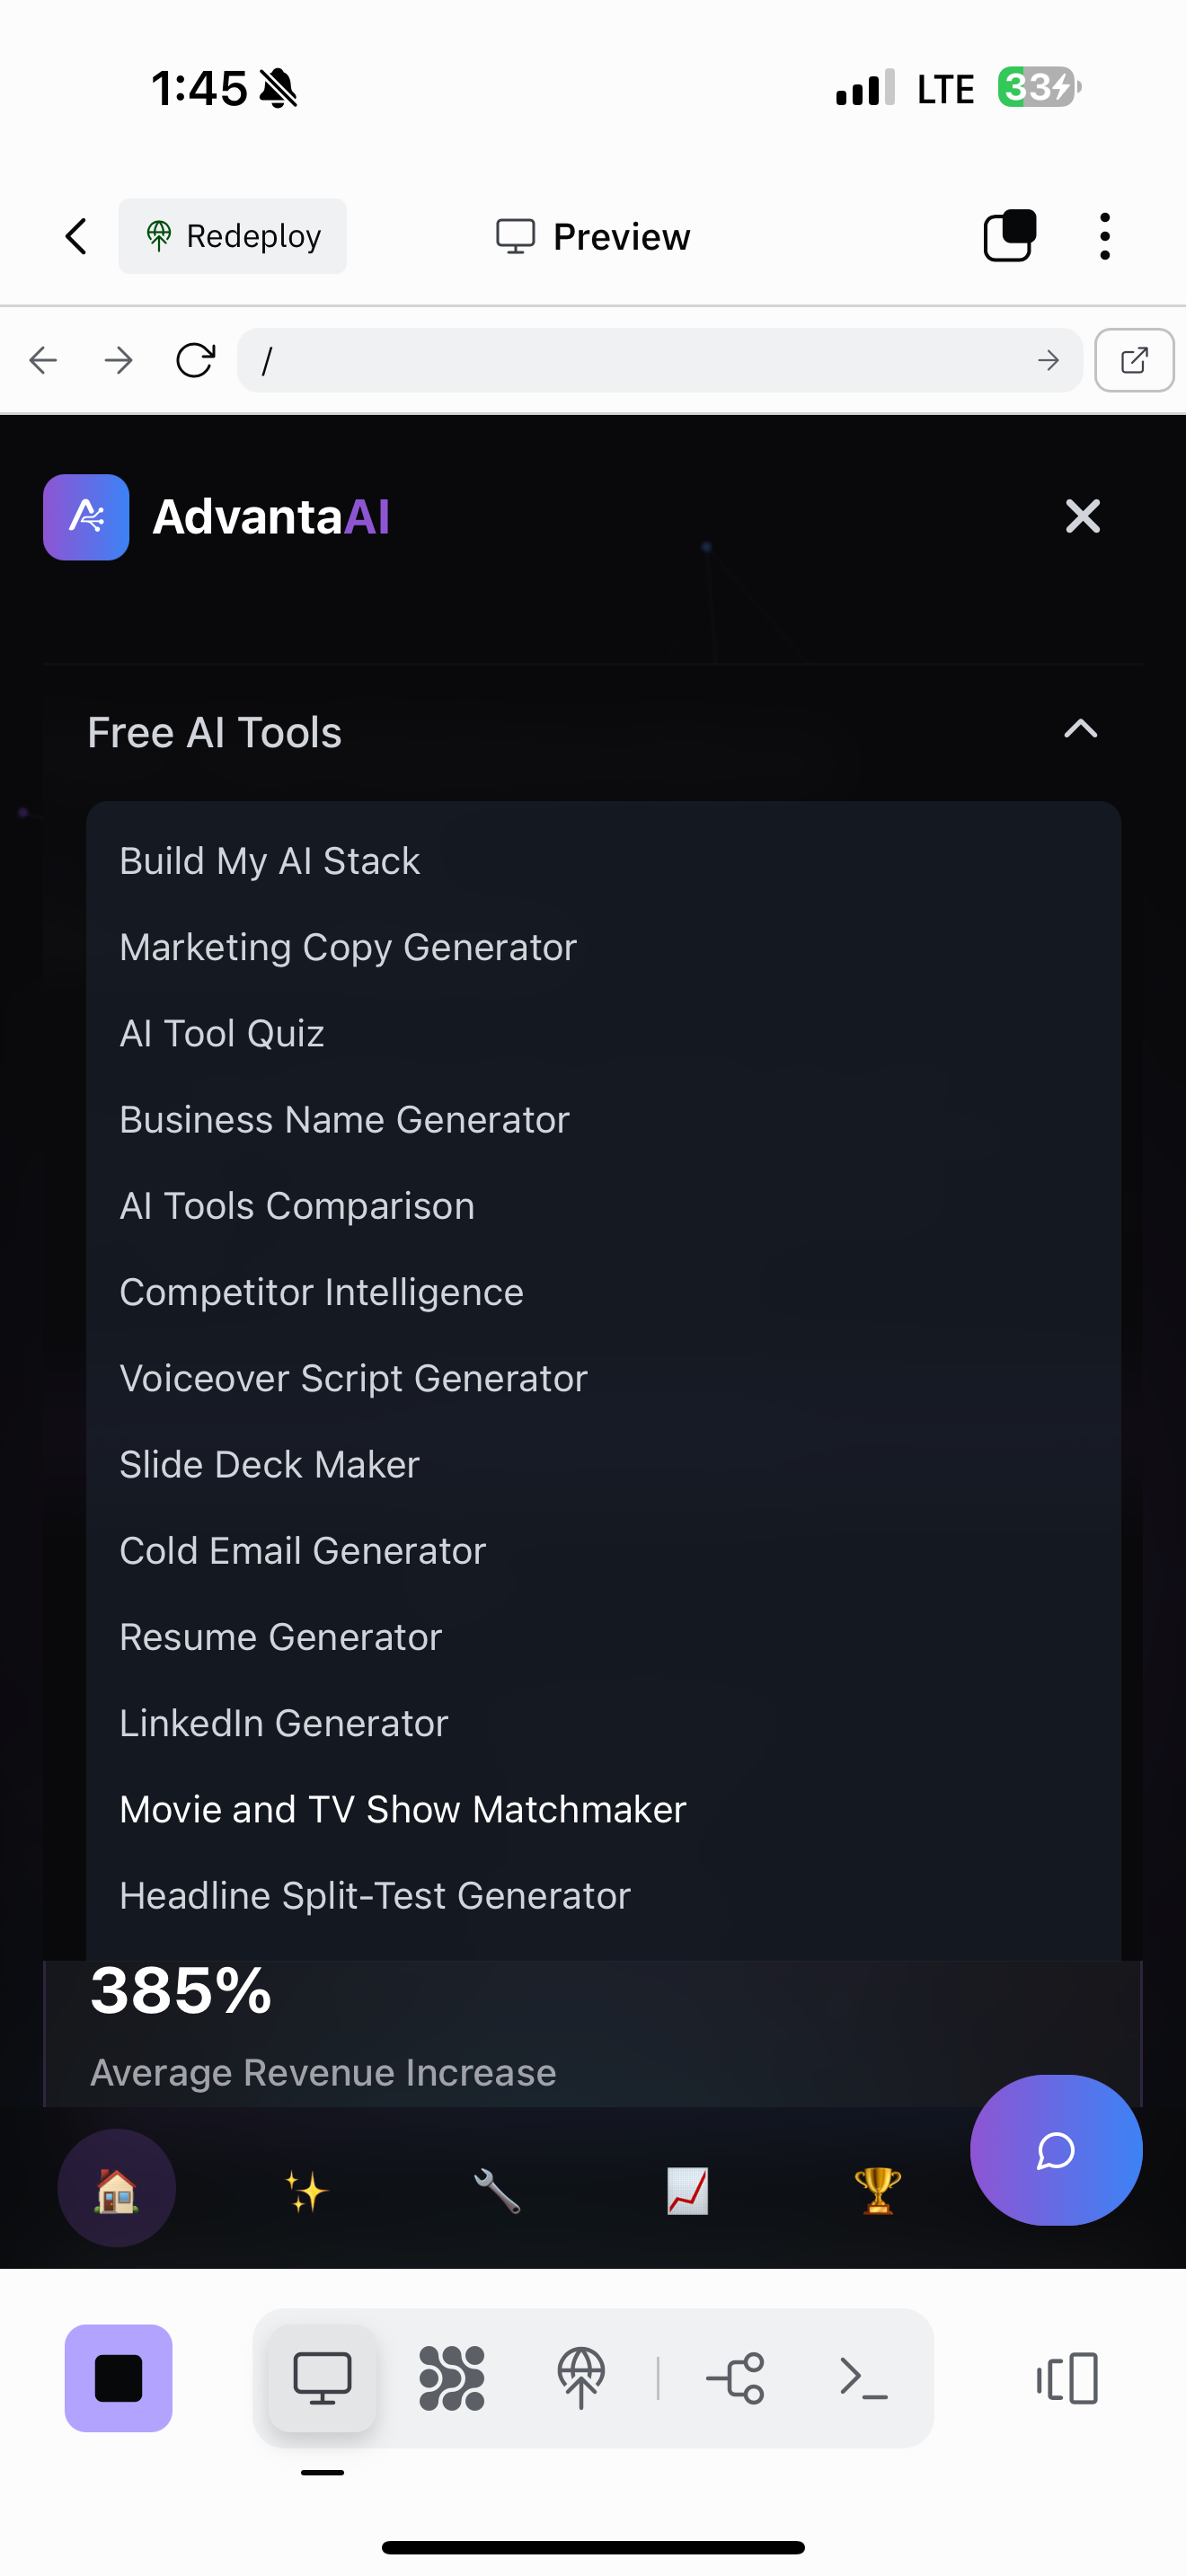 1:45
LTE
33
Redeploy
Preview
/
AdvantaAI
Free AI Tools
Build My AI Stack
Marketing Copy Generator
AI Tool Quiz
Business Name Generator
AI Tools Comparison
Competitor Intelligence
Voiceover Script Generator
Slide Deck Maker
Cold Email Generator
Resume Generator
LinkedIn Generator
Movie and TV Show Matchmaker
Headline Split-Test Generator
385%
Average Revenue Increase